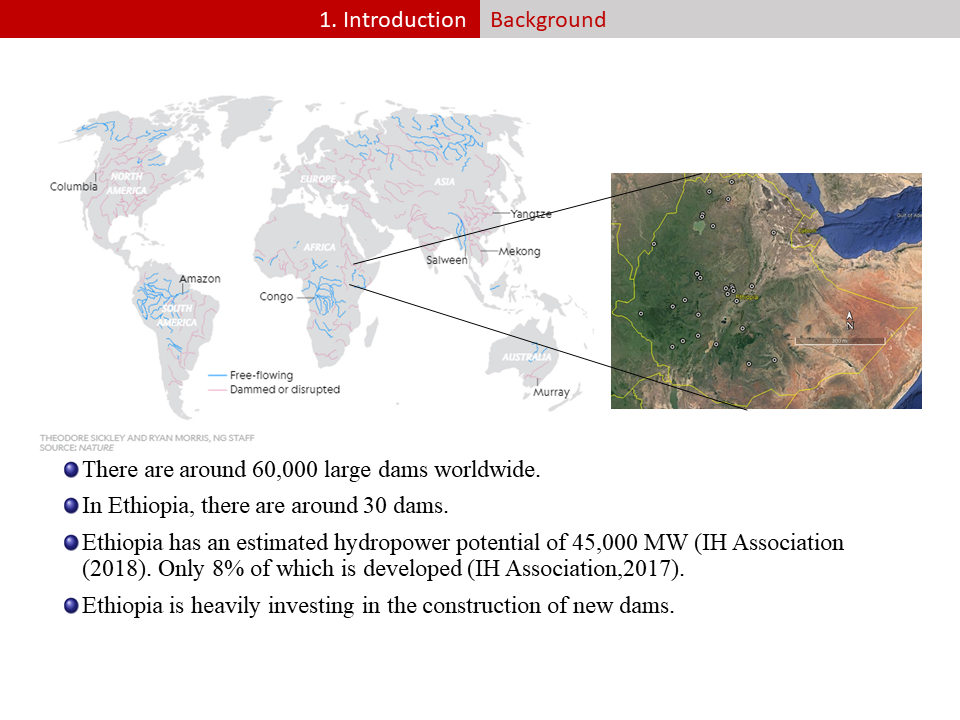 1. Introduction
Background
NORTH
AMERICA
Columbia
EUROPE
ASIA
Yangtze
Mekong
Salween
AFRICA
Amazon
Congo
SOUTH
AMERICA
AUSTRALIA
Murray
Free-flowing
Dammed or disrupted
Gulf of Ade
Ethiopia
N
THEODORE SICKLEY AND RYAN MORRIS, NG STAFF
SOURCE: NATURE
There are around 60,000 large dams worldwide.
In Ethiopia, there are around 30 dams.
Ethiopia has an estimated hydropower potential of 45,000 MW (IH Association
(2018). Only 8% of which is developed (IH Association,2017).
Ethiopia is heavily investing in the construction of new dams.